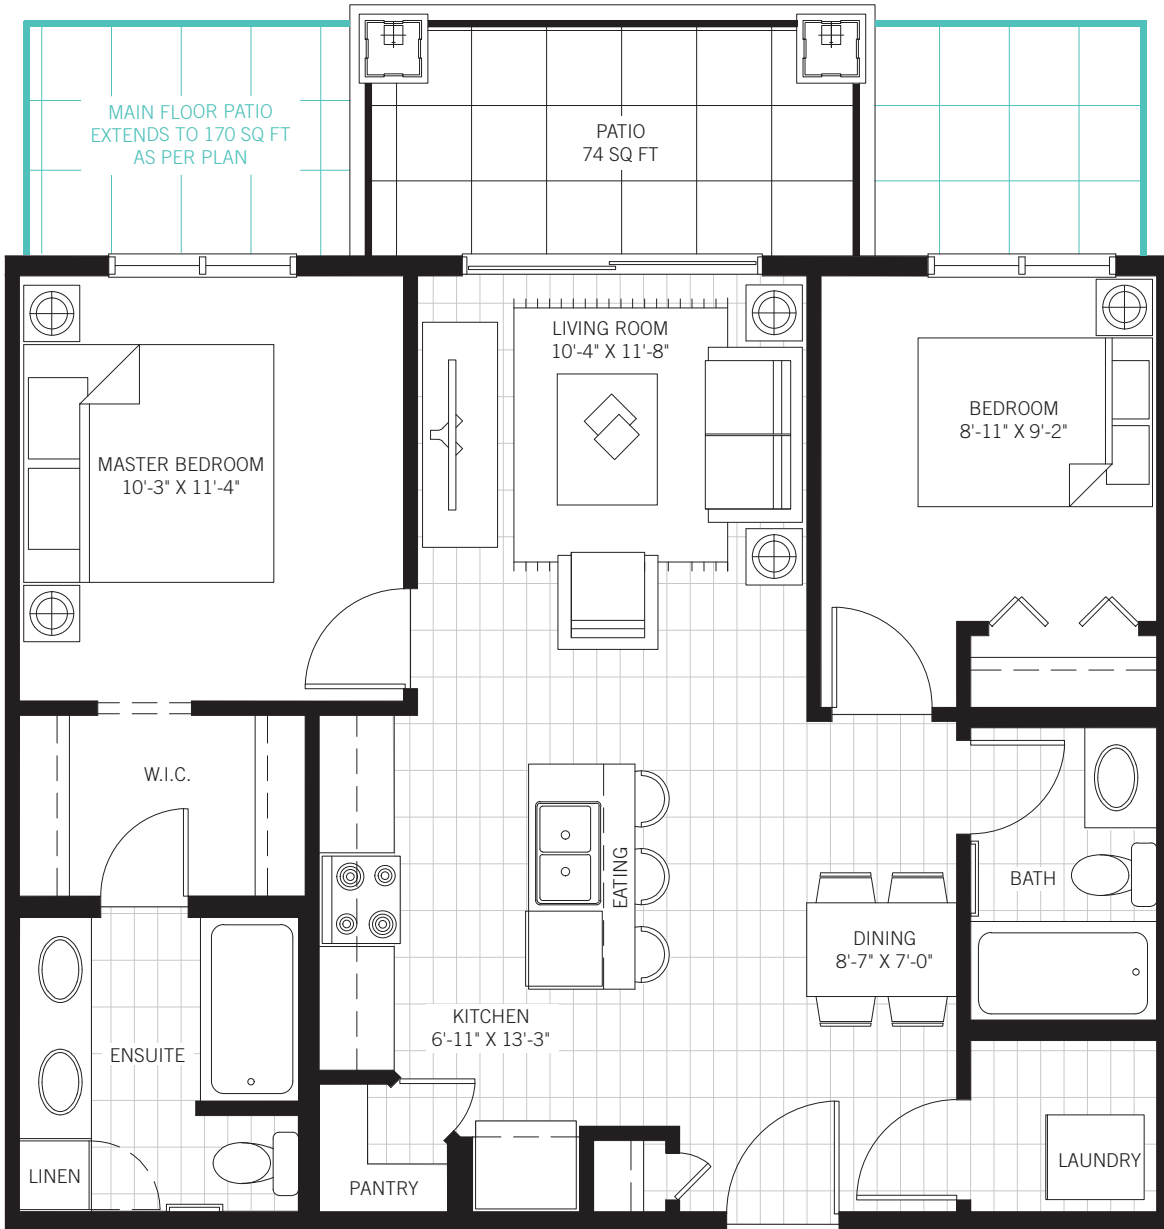 MAIN FLOOR PATIO
EXTENDS TO 170 SQ FT
AS PER PLAN
PATIO
74 SQ FT
LIVING ROOM
10'-4" X 11'-8"
BEDROOM
8'-11" X 9'-2"
MASTER BEDROOM
10'-3" X 11'-4"
W.I.C.
EATING
BATH
DINING
8'-7" X 7'-0"
KITCHEN
6'-11" X 13'-3"
ENSUITE
LINEN
PANTRY
LAUNDRY